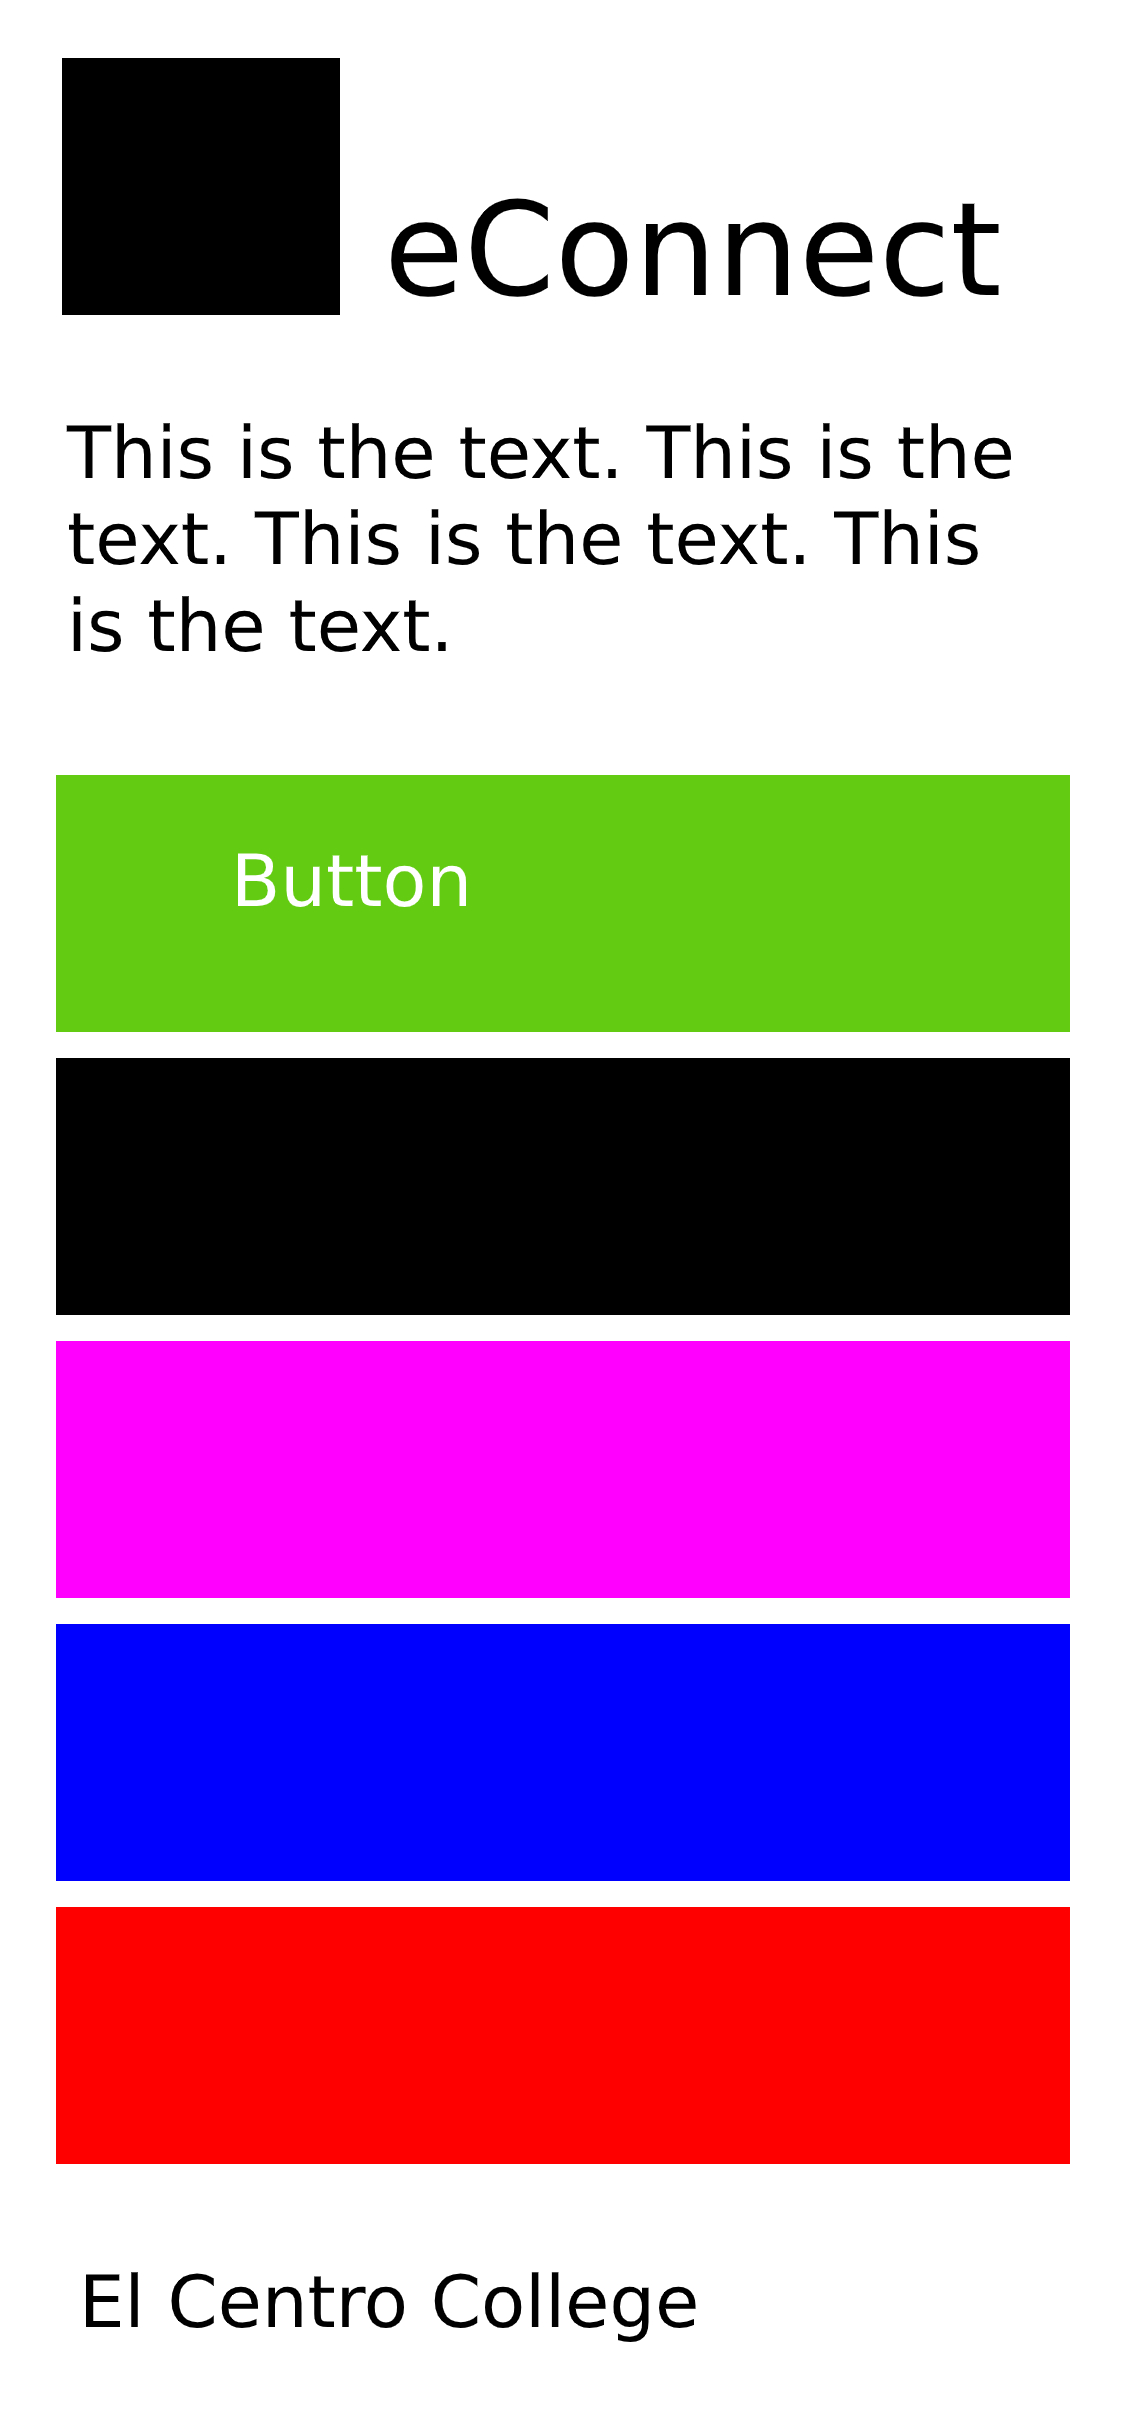 eConnect
This is the text. This is the
text. This is the text. This
is the text.
Button
El Centro College